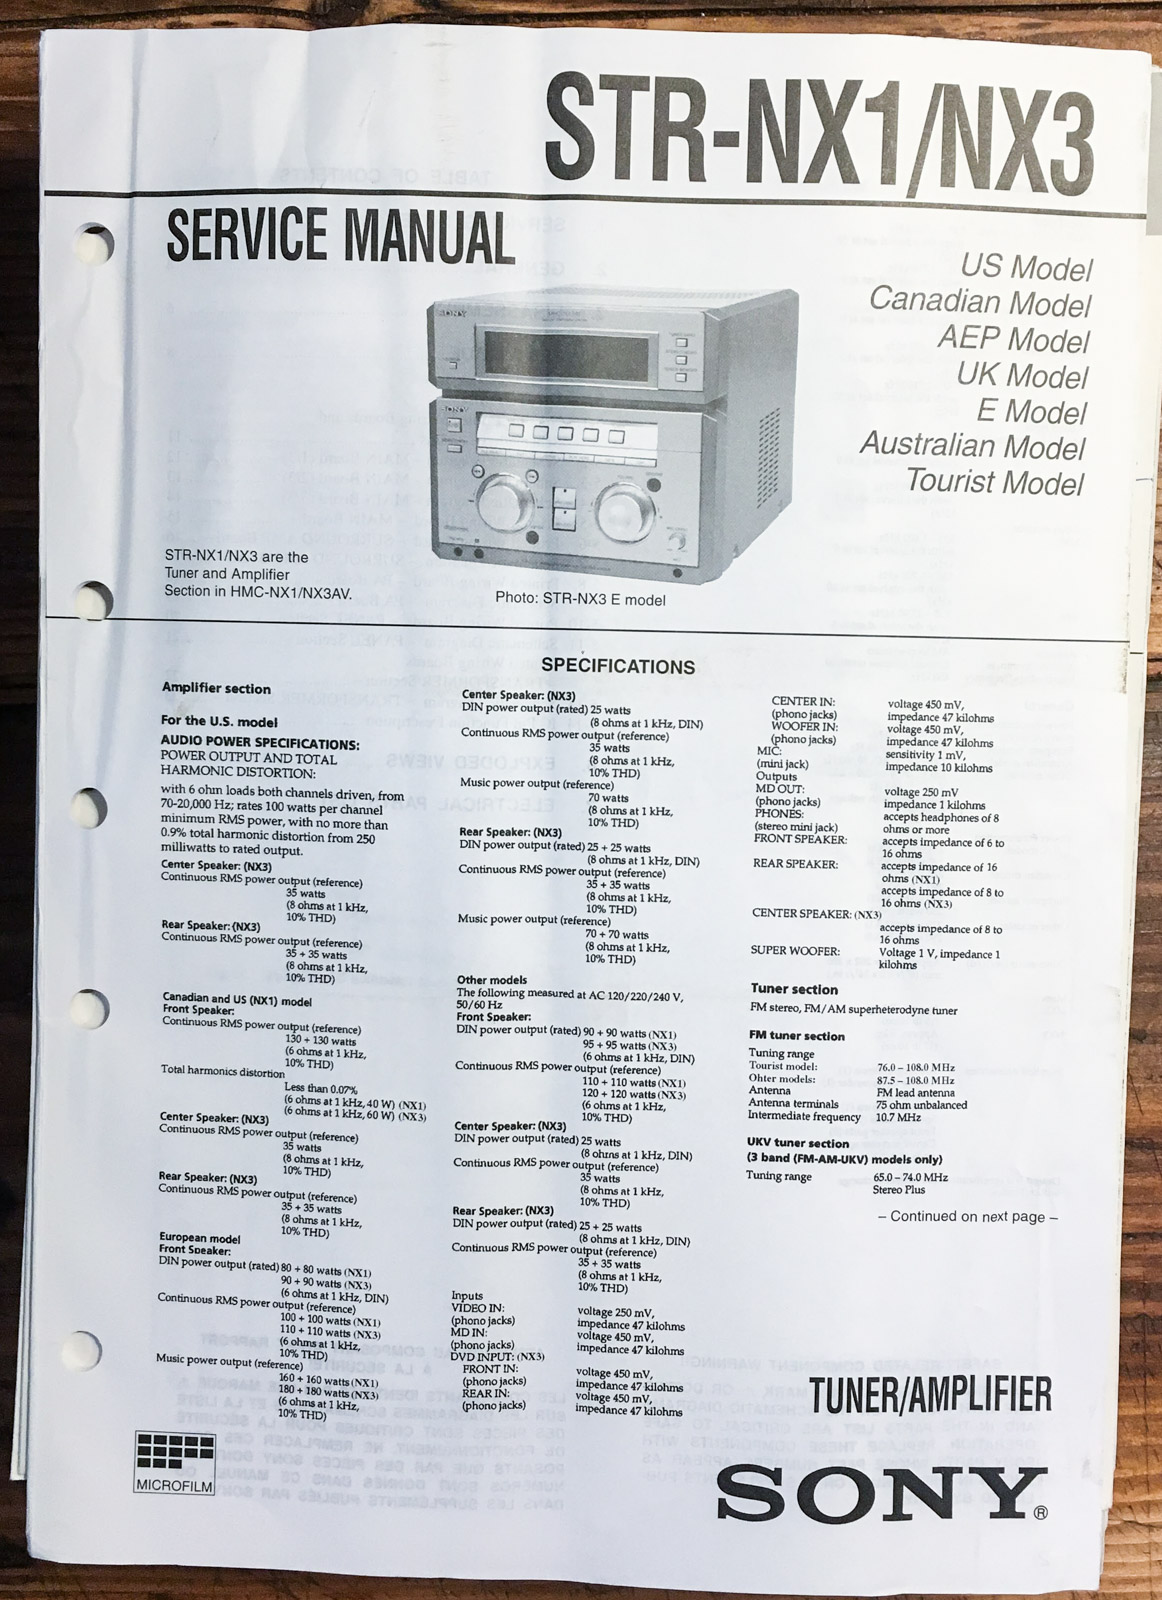 STR-NX1/NX3
SERVICE MANUAL
US Model
Canadian Model
AEP Model
UK Model
E Model
Australian Model
Tourist Model
SONY
SONY
STR-NX1/NX3 are the
Tuner and Amplifier
Section in HMC-NX1/NX3AV.
Photo: STR-NX3 E model
SPECIFICATIONS
Amplifier section
For the U.S. model
AUDIO POWER SPECIFICATIONS:
POWER OUTPUT AND TOTAL
HARMONIC DISTORTION:
with 6 ohm loads both channels driven, from
70-20,000 Hz; rates 100 watts per channel
minimum RMS power, with no more than
0.9% total harmonic distortion from 250
milliwatts to rated output.
Center Speaker: (NX3)
Continuous RMS power output (reference)
35 watts
(8 ohms at 1 kHz,
10% THD)
Rear Speaker: (NX3)
Continuous RMS power output (reference)
35 + 35 watts
(8 ohms at 1 kHz,
10% THD)
Canadian and US (NX1) model
Front Speaker:
Continuous RMS power output (reference)
130 + 130 watts
(6 ohms at 1 kHz,
10% THD)
Total harmonics distortion
Less than 0.07%
(6 ohms at 1 kHz, 40 W) (NX1)
(6 ohms at 1 kHz, 60 W) (NX3)
Center Speaker: (NX3)
Continuous RMS power output (reference)
35 watts
(8 ohms at 1 kHz,
10% THD)
Rear Speaker: (NX3)
Continuous RMS power output (reference)
35 + 35 watts
(8 ohms at 1 kHz,
10% THD)
European model
Front Speaker:
DIN power output (rated) 80 + 80 watts (NX1)
90 + 90 watts (NX3)
(6 ohms at 1 kHz, DIN)
Continuous RMS power output (reference)
100 + 100 watts (NX1)
110 + 110 watts (NX3)
(6 ohms at 1 kHz,
10% THD)
Music power output (reference)
160 + 160 watts (NX1)
180 + 180 watts (NX3)
(6 ohms at 1 kHz,
10% THD)
Center Speaker: (NX3)
DIN power output (rated) 25 watts
(8 ohms at 1 kHz, DIN)
Continuous RMS power output (reference)
35 watts
(8 ohms at 1 kHz,
10% THD)
Music power output (reference)
70 watts
(8 ohms at 1 kHz,
10% THD)
Rear Speaker: (NX3)
DIN power output (rated) 25 + 25 watts
(8 ohms at 1 kHz, DIN)
Continuous RMS power output (reference)
35 + 35 watts
(8 ohms at 1 kHz,
10% THD)
Music power output (reference)
70 + 70 watts
(8 ohms at 1 kHz,
10% THD)
Other models
The following measured at AC 120/220/240 V,
50/60 Hz
Front Speaker:
DIN power output (rated) 90 + 90 watts (NX1)
95 + 95 watts (NX3)
(6 ohms at 1 kHz, DIN)
Continuous RMS power output (reference)
110 + 110 watts (NX1)
120 + 120 watts (NX3)
(6 ohms at 1 kHz,
10% THD)
Center Speaker: (NX3)
DIN power output (rated) 25 watts
(8 ohms at 1 kHz, DIN)
Continuous RMS power output (reference)
35 watts
(8 ohms at 1 kHz,
10% THD)
Rear Speaker: (NX3)
DIN power output (rated) 25 + 25 watts
(8 ohms at 1 kHz, DIN)
Continuous RMS power output (reference)
35 + 35 watts
(8 ohms at 1 kHz,
10% THD)
Inputs
VIDEO IN: voltage 250 mV,
(phono jacks) impedance 47 kilohms
MD IN: voltage 450 mV,
(phono jacks) impedance 47 kilohms
DVD INPUT: (NX3)
FRONT IN: voltage 450 mV,
(phono jacks) impedance 47 kilohms
REAR IN: voltage 450 mV,
(phono jacks) impedance 47 kilohms
CENTER IN: voltage 450 mV,
(phono jacks) impedance 47 kilohms
WOOFER IN: voltage 450 mV,
(phono jacks) impedance 47 kilohms
MIC: sensitivity 1 mV,
(mini jack) impedance 10 kilohms
Outputs
MD OUT: voltage 250 mV
(phono jacks) impedance 1 kilohms
PHONES: accepts headphones of 8
(stereo mini jack) ohms or more
FRONT SPEAKER: accepts impedance of 6 to
16 ohms
REAR SPEAKER: accepts impedance of 16
ohms (NX1)
accepts impedance of 8 to
16 ohms (NX3)
CENTER SPEAKER: (NX3)
accepts impedance of 8 to
16 ohms
SUPER WOOFER: Voltage 1 V, impedance 1
kilohms
Tuner section
FM stereo, FM/AM superheterodyne tuner
FM tuner section
Tuning range
Tourist model: 76.0 – 108.0 MHz
Ohter models: 87.5 – 108.0 MHz
Antenna FM lead antenna
Antenna terminals 75 ohm unbalanced
Intermediate frequency 10.7 MHz
UKV tuner section
(3 band (FM-AM-UKV) models only)
Tuning range 65.0 – 74.0 MHz
Stereo Plus
– Continued on next page –
TUNER/AMPLIFIER
MICROFILM
SONY®